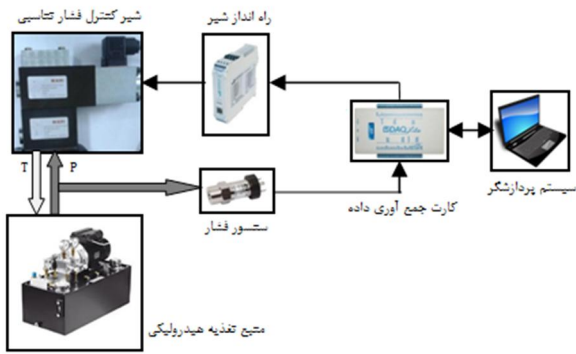 شیر کنترل فشار تناسبی
راه انداز شیر
T
P
سنسور فشار
کارت جمع آوری داده
سیستم پردازشگر
منبع تغذیه هیدرولیکی